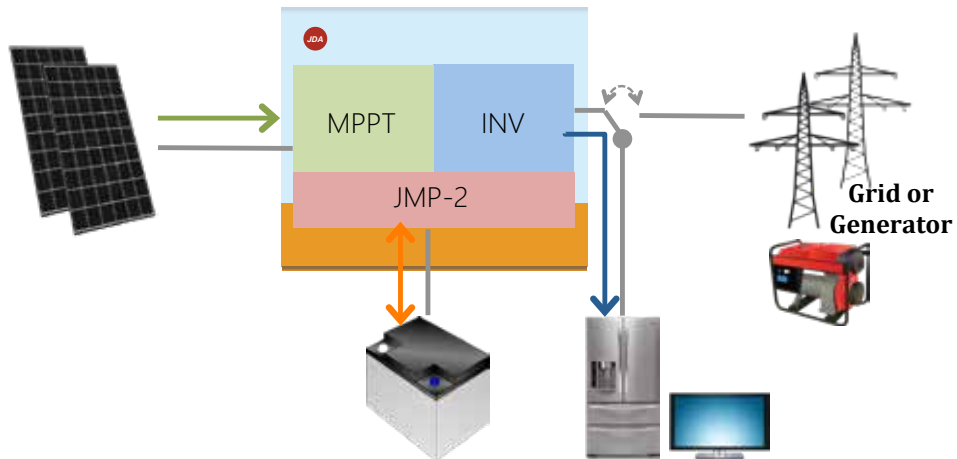 JDA
MPPT
INV
JMP-2
Grid or
Generator